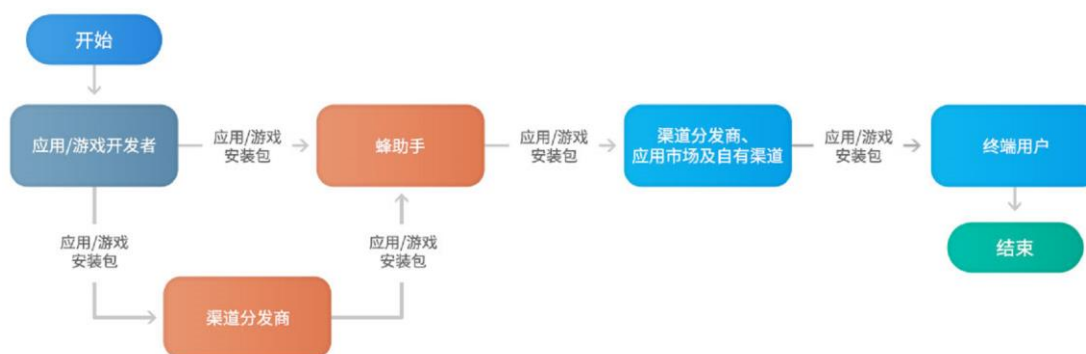 开始
应用/游戏开发者
应用/游戏
安装包
蜂助手
应用/游戏
安装包
渠道分发商、
应用市场及自有渠道
应用/游戏
安装包
终端用户
应用/游戏
安装包
应用/游戏
安装包
结束
渠道分发商